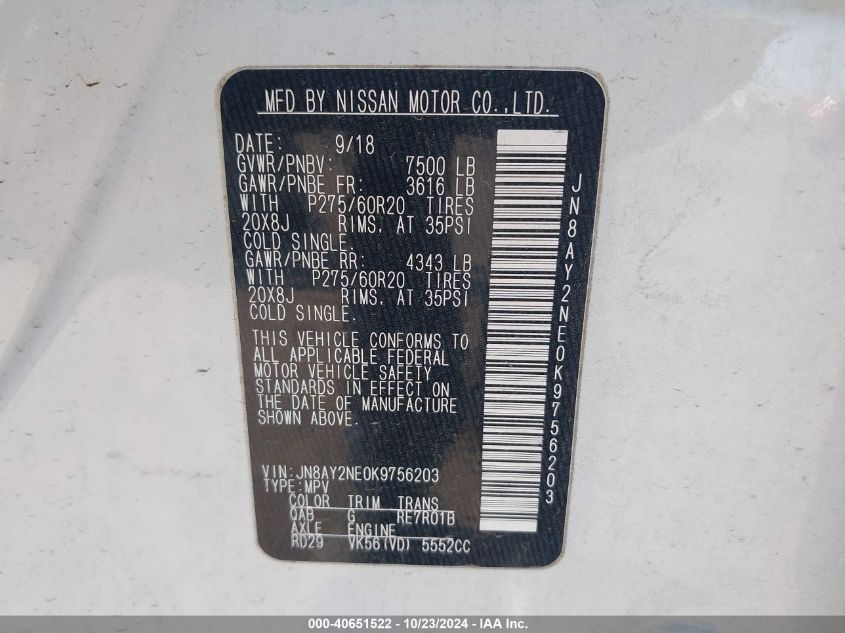 MFD BY NISSAN MOTOR CO.,LTD.
DATE: 9/18
GVWR/PNBV: 7500 LB
GAWR/PNBE FR: 3616 LB
WITH P275/60R20 TIRES
20X8J RIMS, AT 35PSI
COLD SINGLE.
GAWR/PNBE RR: 4343 LB
WITH P275/60R20 TIRES
20X8J RIMS, AT 35PSI
COLD SINGLE.
THIS VEHICLE CONFORMS TO
ALL APPLICABLE FEDERAL
MOTOR VEHICLE SAFETY
STANDARDS IN EFFECT ON
THE DATE OF MANUFACTURE
SHOWN ABOVE.
VIN:JN8AY2NE0K9756203
TYPE:MPV
COLOR TRIM TRANS
QAB G RE7R01B
AXLE ENGINE
RD29 VK56(VD) 5552CC
JN8AY2NE0K9756203
000-40651522 - 10/23/2024 - IAAI Inc.